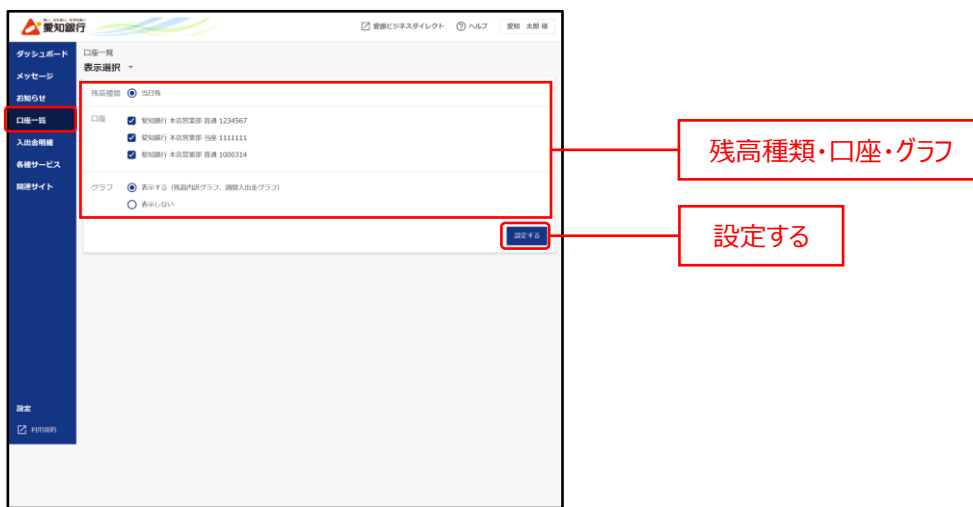 愛知銀行
愛銀ビジネスダイレクト ヘルプ 愛知 太郎 様
ダッシュボード
メッセージ
お知らせ
口座一覧
入出金明細
各種サービス
関連サイト
設定
利用規約
口座一覧
表示選択
残高種類 当日残
口座 愛知銀行 本店営業部 普通 1234567
愛知銀行 本店営業部 当座 1111111
愛知銀行 本店営業部 普通 1000314
グラフ 表示する (残高内訳グラフ、週間入出金グラフ)
表示しない
設定する
残高種類・口座・グラフ
設定する